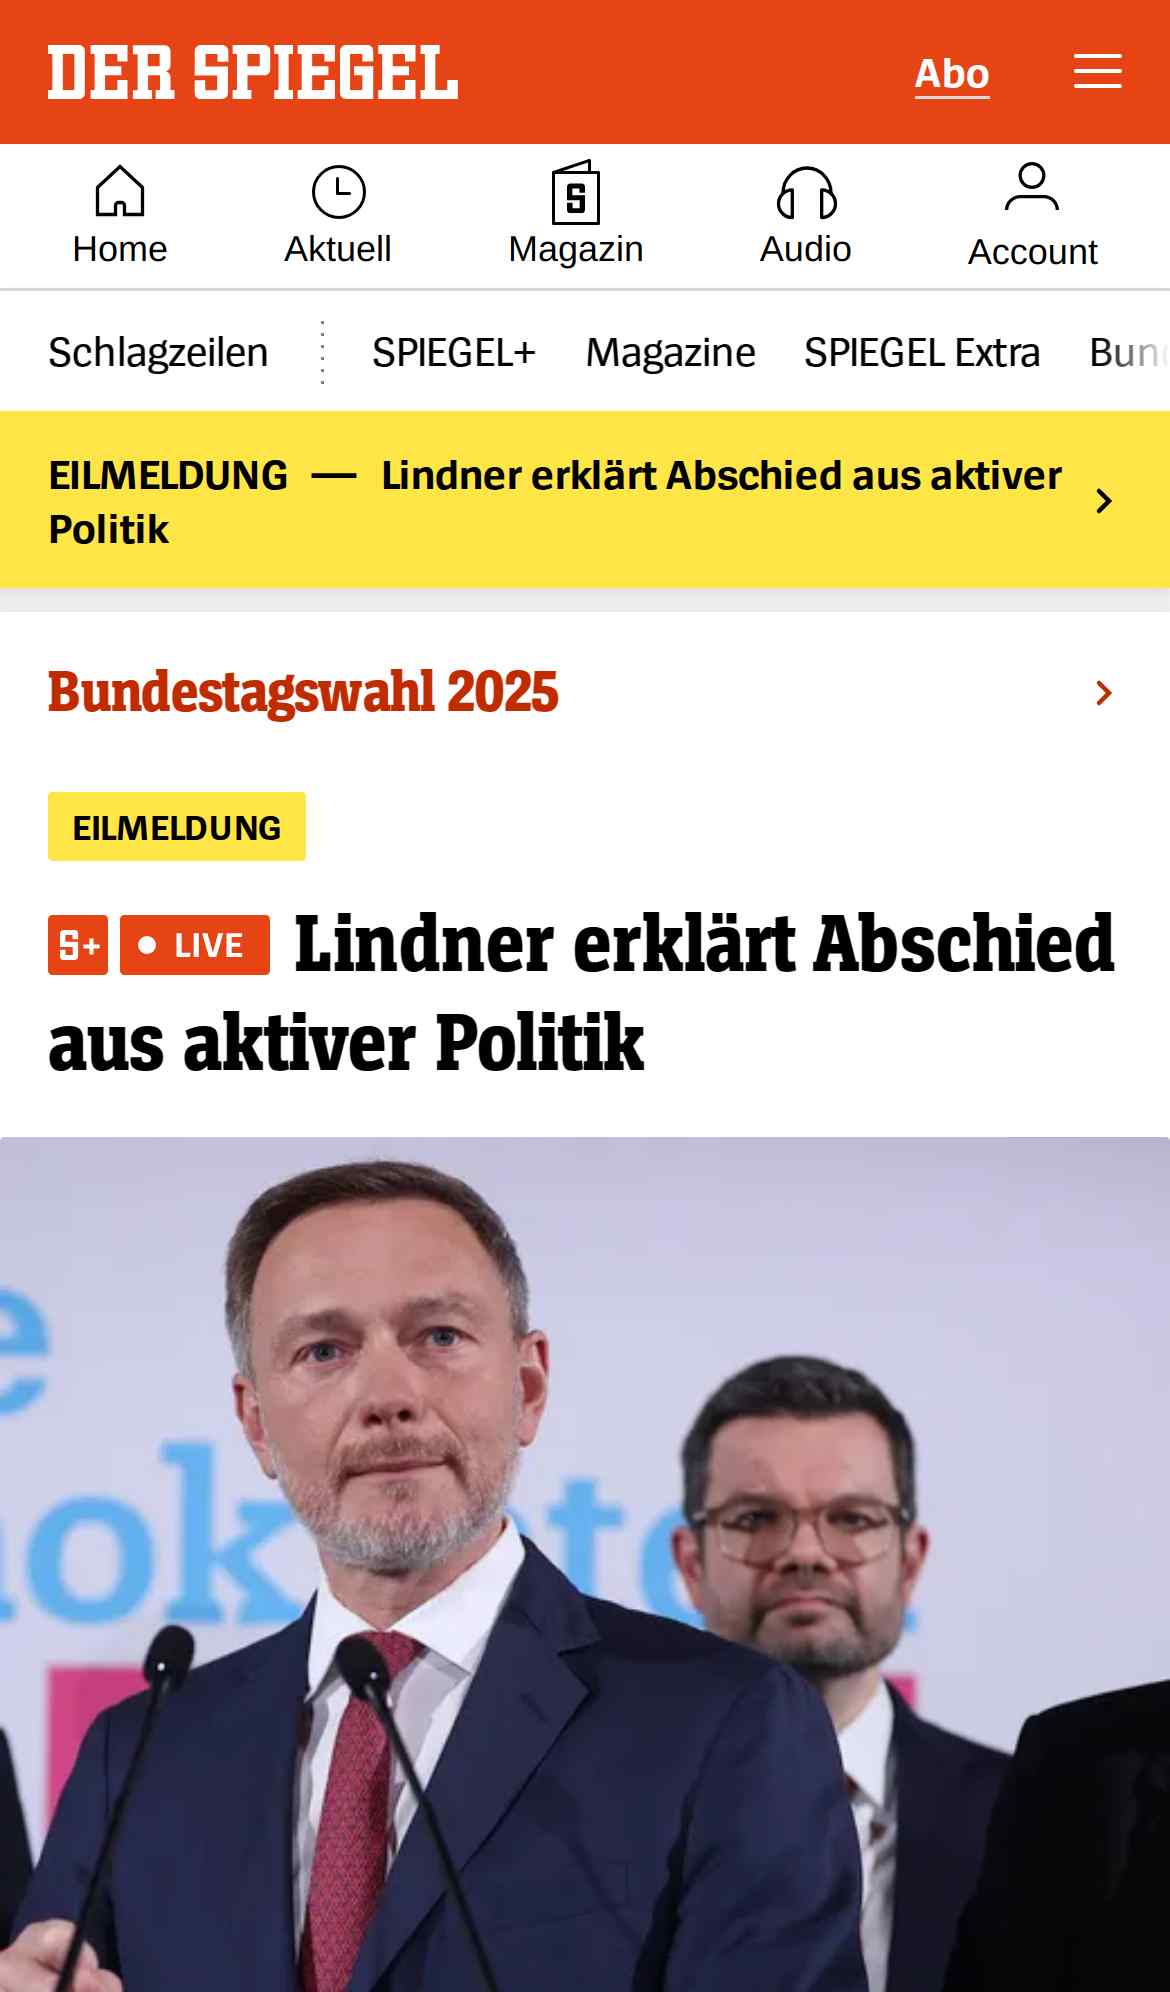 DER SPIEGEL
Abo
Home
Aktuell
Magazin
Audio
Account
Schlagzeilen
SPIEGEL+
Magazine
SPIEGEL Extra
EILMELDUNG — Lindner erklärt Abschied aus aktiver
Politik
Bundestagswahl 2025
EILMELDUNG
S+ LIVE Lindner erklärt Abschied
aus aktiver Politik